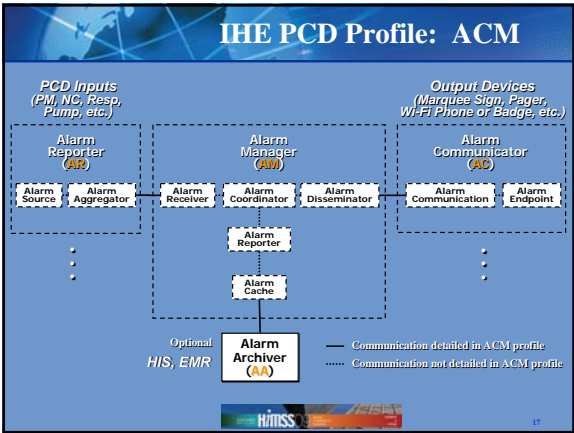 IHE PCD Profile: ACM
PCD Inputs
(PM, NC, Resp,
Pump, etc.)
Output Devices
(Marquee Sign, Pager,
Wi-Fi Phone or Badge, etc.)
Alarm
Reporter
(AR)
Alarm
Manager
(AM)
Alarm
Communicator
(AC)
Alarm
Source
Alarm
Aggregator
Alarm
Receiver
Alarm
Coordinator
Alarm
Disseminator
Alarm
Communication
Alarm
Endpoint
Alarm
Reporter
Alarm
Cache
Optional
HIS, EMR
Alarm
Archiver
(AA)
Communication detailed in ACM profile
Communication not detailed in ACM profile
HIMSS09
17